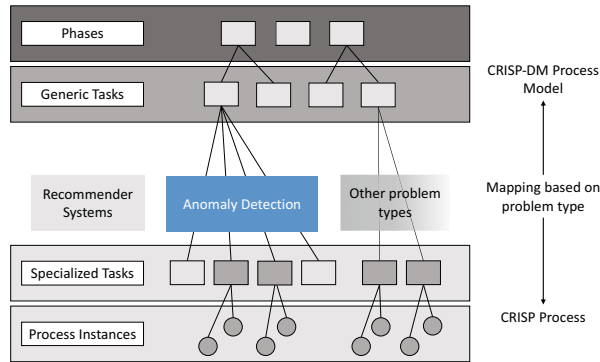 Phases
CRISP-DM Process
Model
Generic Tasks
Recommender
Systems
Anomaly Detection
Other problem
types
Mapping based on
problem type
Specialized Tasks
CRISP Process
Process Instances